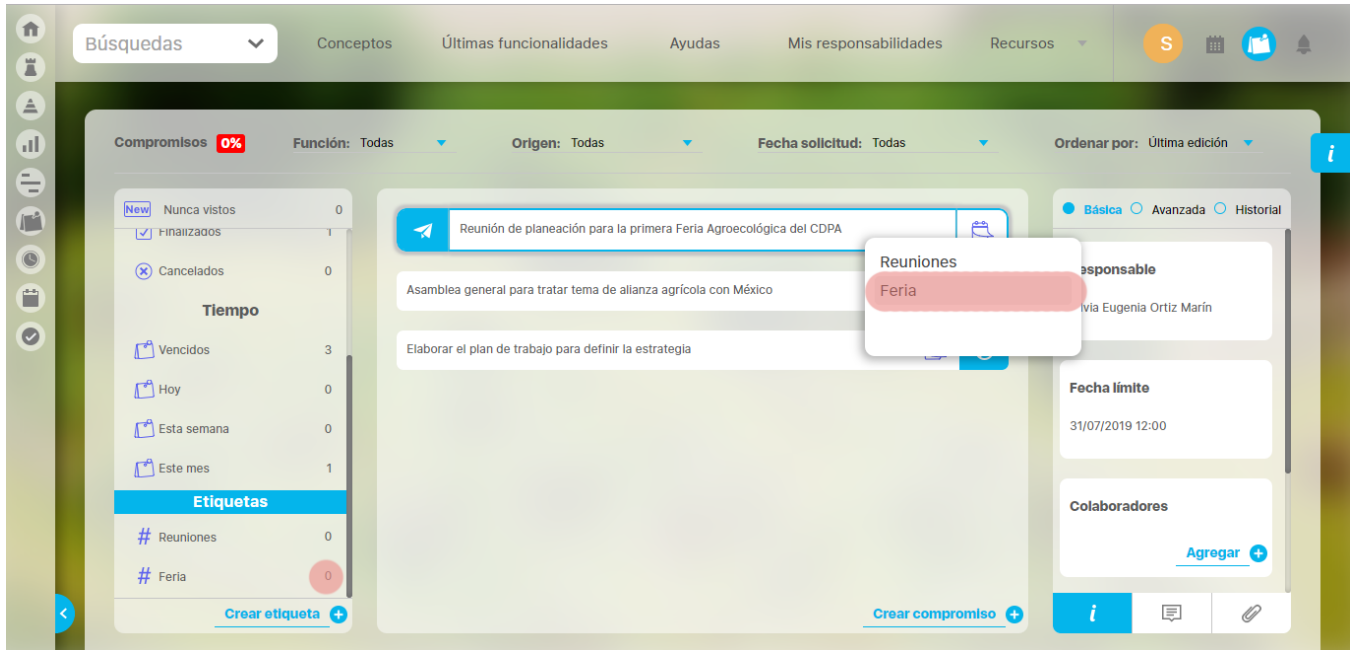 Búsquedas
Conceptos
Últimas funcionalidades
Ayudas
Mis responsabilidades
Recursos
S
Compromisos 0%
Función: Todas
Origen: Todas
Fecha solicitud: Todas
Ordenar por: Última edición
i
New Nunca vistos 0
Finalizados 1
Cancelados 0
Tiempo
Vencidos 3
Hoy 0
Esta semana 0
Este mes 1
Etiquetas
# Reuniones 0
# Feria 0
Crear etiqueta +
Reunión de planeación para la primera Feria Agroecológica del CDPA
Asamblea general para tratar tema de alianza agrícola con México
Elaborar el plan de trabajo para definir la estrategia
Reuniones
Feria
Crear compromiso +
Básica Avanzada Historial
esponsable
lvia Eugenia Ortiz Marín
Fecha límite
31/07/2019 12:00
Colaboradores
Agregar +
i